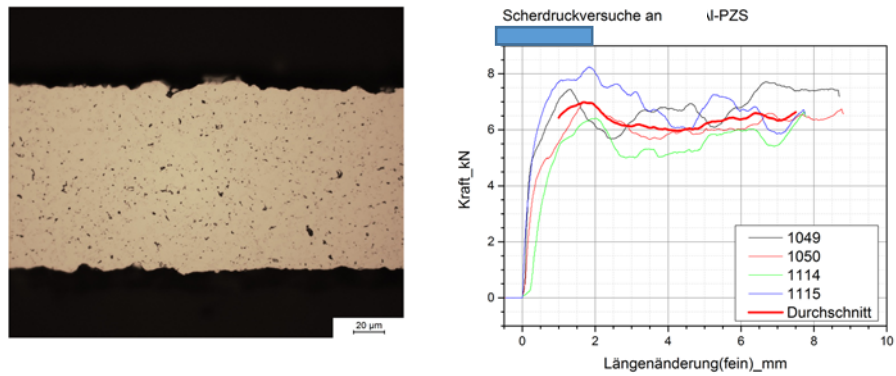 20 µm
Scherdruckversuche an
-PZS
Kraft_kN
8
6
4
2
0
1049
1050
1114
1115
Durchschnitt
0 2 4 6 8 10
Längenänderung(fein)_mm